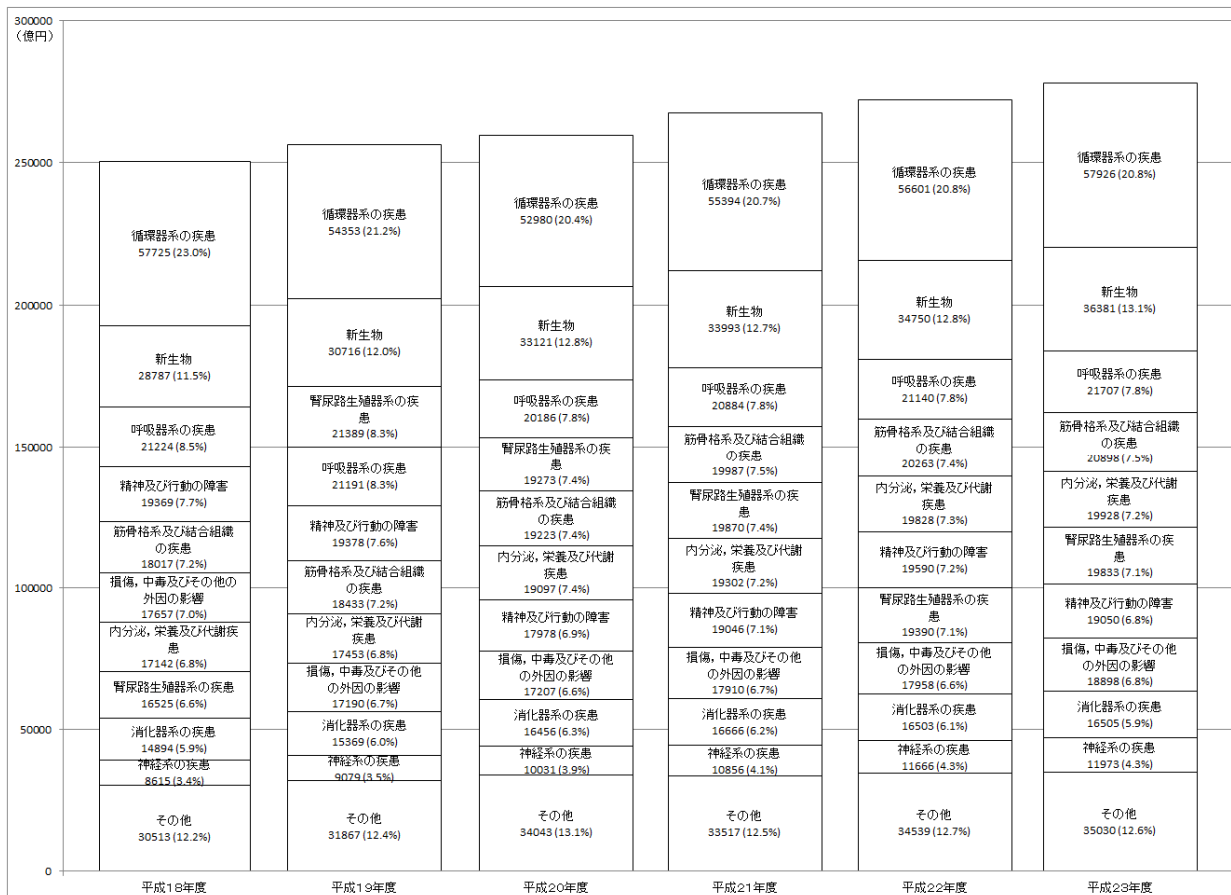 300000
（億円）
250000
200000
150000
100000
50000
0
循環器系の疾患
57725 (23.0%)
新生物
28787 (11.5%)
呼吸器系の疾患
21224 (8.5%)
精神及び行動の障害
19369 (7.7%)
筋骨格系及び結合組織
の疾患
18017 (7.2%)
損傷，中毒及びその他の
外因の影響
17657 (7.0%)
内分泌，栄養及び代謝疾
患
17142 (6.8%)
腎尿路生殖器系の疾患
16525 (6.6%)
消化器系の疾患
14894 (5.9%)
神経系の疾患
8615 (3.4%)
その他
30513 (12.2%)
平成18年度
循環器系の疾患
54353 (21.2%)
新生物
30716 (12.0%)
腎尿路生殖器系の疾
患
21389 (8.3%)
呼吸器系の疾患
21191 (8.3%)
精神及び行動の障害
19378 (7.6%)
筋骨格系及び結合組織
の疾患
18433 (7.2%)
内分泌，栄養及び代謝
疾患
17453 (6.8%)
損傷，中毒及びその他
の外因の影響
17190 (6.7%)
消化器系の疾患
15369 (6.0%)
神経系の疾患
9079 (3.5%)
その他
31867 (12.4%)
平成19年度
循環器系の疾患
52980 (20.4%)
新生物
33121 (12.8%)
呼吸器系の疾患
20186 (7.8%)
腎尿路生殖器系の疾
患
19273 (7.4%)
筋骨格系及び結合組織
の疾患
19223 (7.4%)
内分泌，栄養及び代謝
疾患
19097 (7.4%)
精神及び行動の障害
17978 (6.9%)
損傷，中毒及びその他
の外因の影響
17207 (6.6%)
消化器系の疾患
16456 (6.3%)
神経系の疾患
10031 (3.9%)
その他
34043 (13.1%)
平成20年度
循環器系の疾患
55394 (20.7%)
新生物
33993 (12.7%)
呼吸器系の疾患
20884 (7.8%)
筋骨格系及び結合組織
の疾患
19987 (7.5%)
腎尿路生殖器系の疾
患
19870 (7.4%)
内分泌，栄養及び代謝
疾患
19302 (7.2%)
精神及び行動の障害
19046 (7.1%)
損傷，中毒及びその他
の外因の影響
17910 (6.7%)
消化器系の疾患
16666 (6.2%)
神経系の疾患
10856 (4.1%)
その他
33517 (12.5%)
平成21年度
循環器系の疾患
56601 (20.8%)
新生物
34750 (12.8%)
呼吸器系の疾患
21140 (7.8%)
筋骨格系及び結合組織
の疾患
20263 (7.4%)
内分泌，栄養及び代謝
疾患
19828 (7.3%)
精神及び行動の障害
19590 (7.2%)
腎尿路生殖器系の疾
患
19390 (7.1%)
損傷，中毒及びその他
の外因の影響
17958 (6.6%)
消化器系の疾患
16503 (6.1%)
神経系の疾患
11666 (4.3%)
その他
34539 (12.7%)
平成22年度
循環器系の疾患
57926 (20.8%)
新生物
36381 (13.1%)
呼吸器系の疾患
21707 (7.8%)
筋骨格系及び結合組織
の疾患
20898 (7.5%)
内分泌，栄養及び代謝
疾患
19928 (7.2%)
腎尿路生殖器系の疾
患
19833 (7.1%)
精神及び行動の障害
19050 (6.8%)
損傷，中毒及びその他
の外因の影響
18898 (6.8%)
消化器系の疾患
16505 (5.9%)
神経系の疾患
11973 (4.3%)
その他
35030 (12.6%)
平成23年度